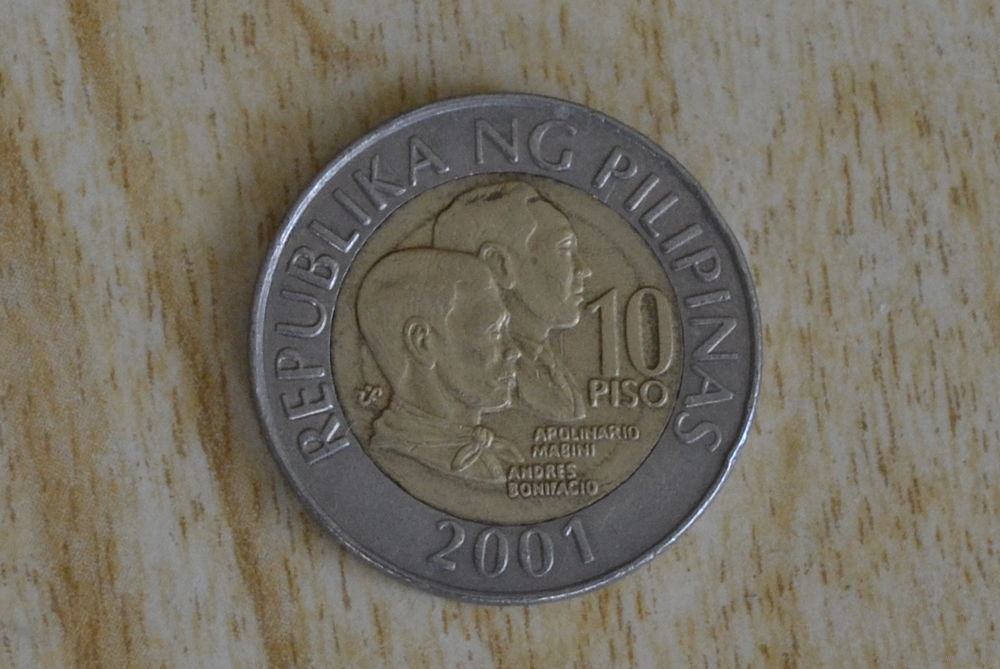 REPUBLIKA NG PILIPINAS
10
PISO
APOLINARIO
MABINI
ANDRES
BONIFACIO
2001